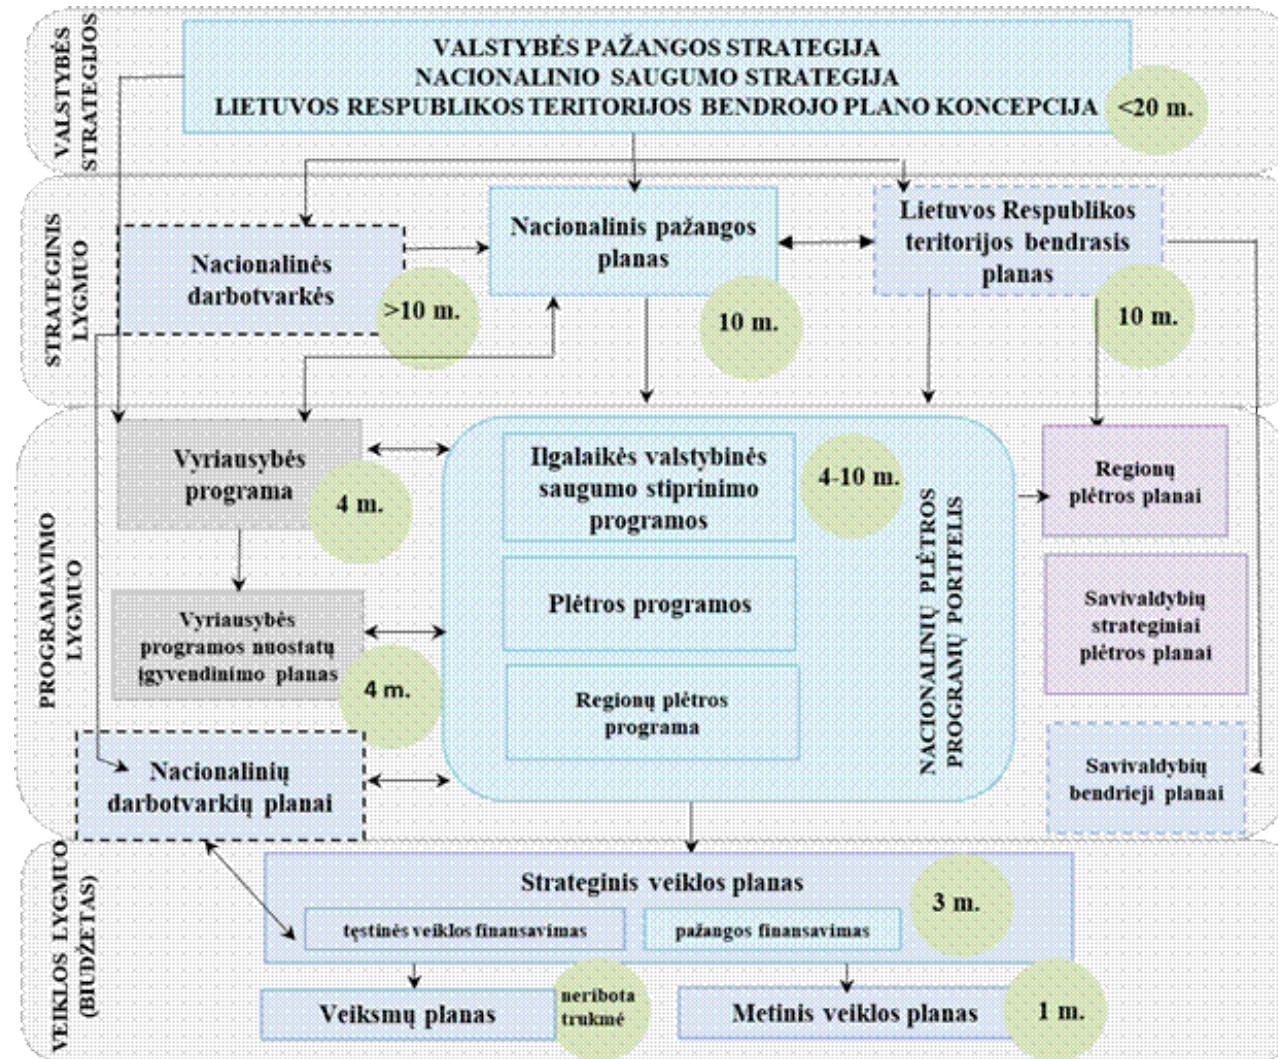 VALSTYBĖS
STRATEGIJOS
VALSTYBĖS PAŽANGOS STRATEGIJA
NACIONALINIO SAUGUMO STRATEGIJA
LIETUVOS RESPUBLIKOS TERITORIJOS BENDROJO PLANO KONCEPCIJA
<20 m.
STRATEGINIS
LYGMUO
Nacionalinės
darbotvarkės
>10 m.
Nacionalinis pažangos
planas
10 m.
Lietuvos Respublikos
teritorijos bendrasis
planas
10 m.
PROGRAMAVIMO
LYGMUO
Vyriausybės
programa
4 m.
Vyriausybės
programos nuostatų
įgyvendinimo planas
4 m.
Nacionalinių
darbotvarkių planai
Ilgalaikės valstybinės
saugumo stiprinimo
programos
4-10 m.
Plėtros programos
Regionų plėtros
programa
NACIONALINIŲ PLĖTROS
PROGRAMŲ PORTFELIS
Regionų
plėtros planai
Savivaldybių
strateginiai
plėtros planai
Savivaldybių
bendrieji planai
VEIKLOS LYGMUO
(BIUDŽETAS)
Strateginis veiklos planas
3 m.
tęstinės veiklos finansavimas
pažangos finansavimas
Veiksmų planas
neribota
trukmė
Metinis veiklos planas
1 m.